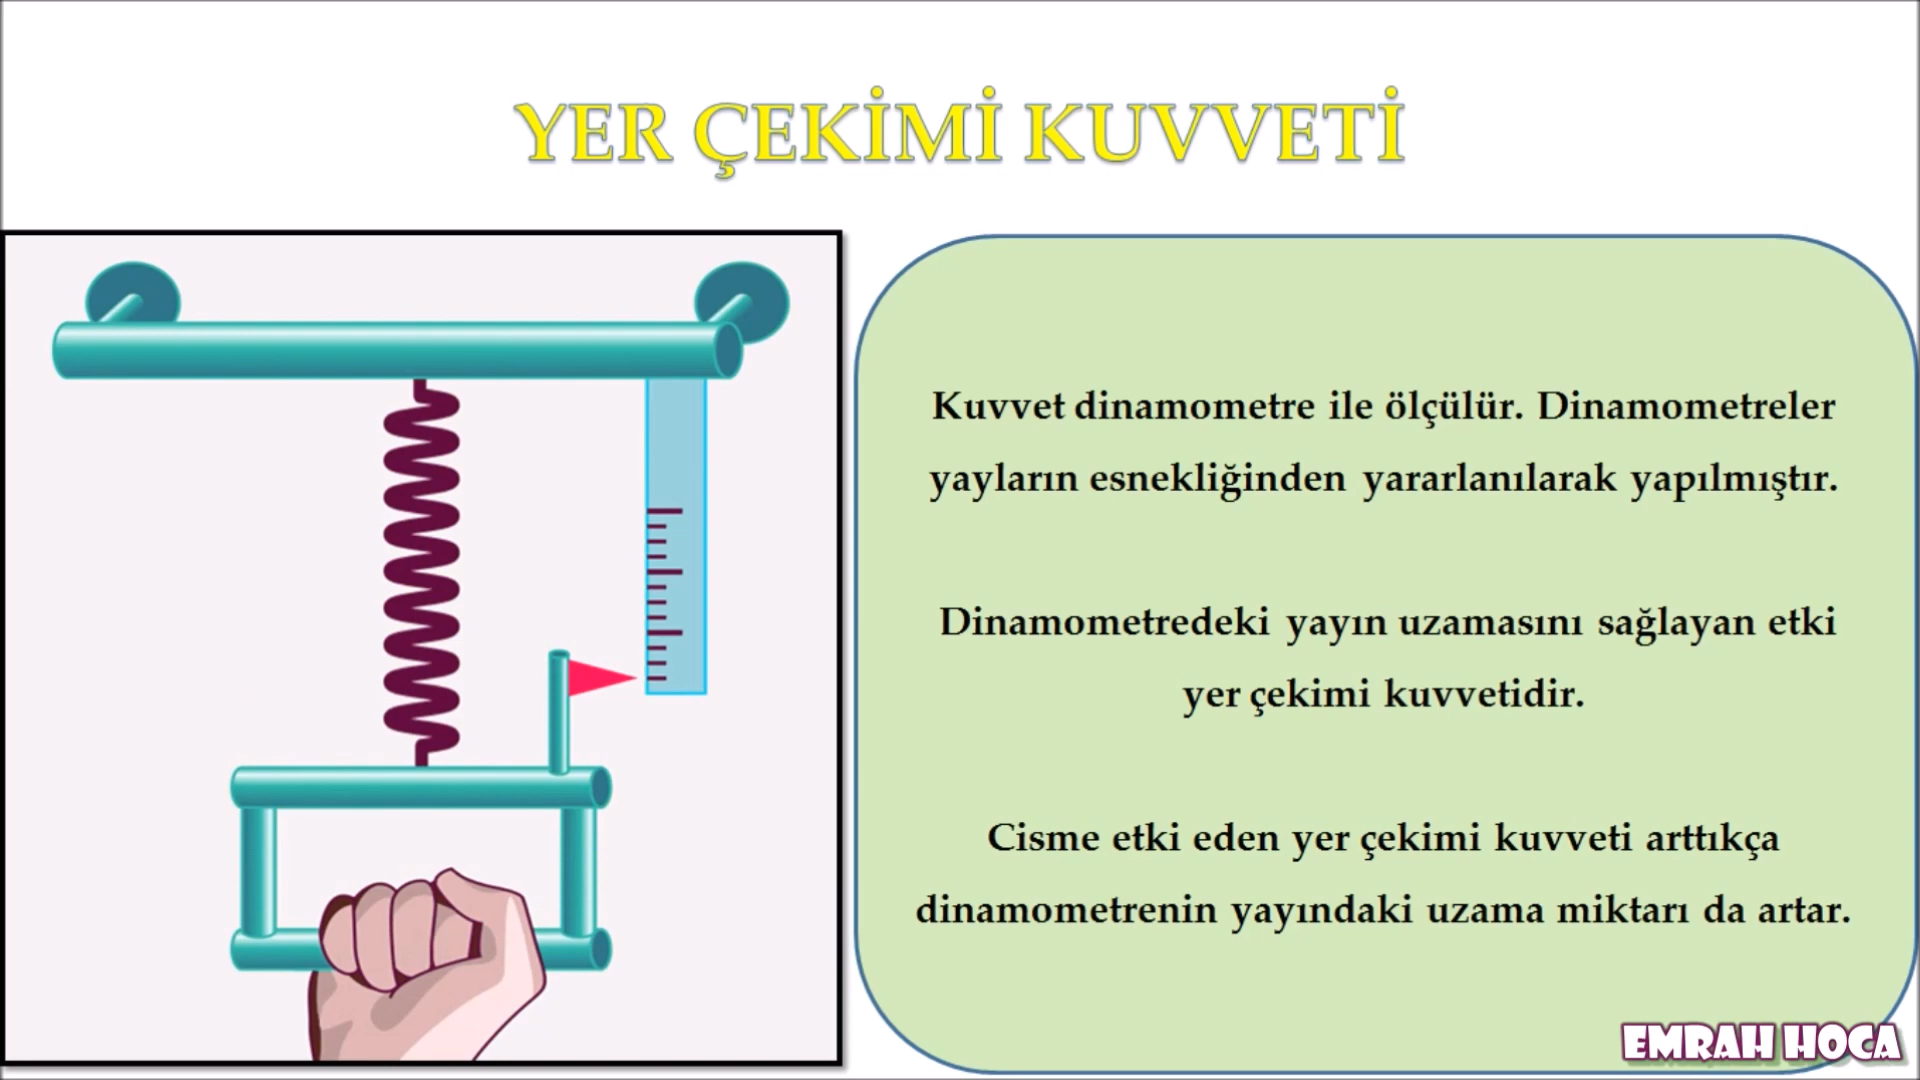 YER ÇEKİMİ KUVVETİ
Kuvvet dinamometre ile ölçülür. Dinamometreler
yayların esnekliğinden yararlanılarak yapılmıştır.
Dinamometredeki yayın uzamasını sağlayan etki
yer çekimi kuvvetidir.
Cisme etki eden yer çekimi kuvveti arttıkça
dinamometrenin yayındaki uzama miktarı da artar.
EMRAH HOCA